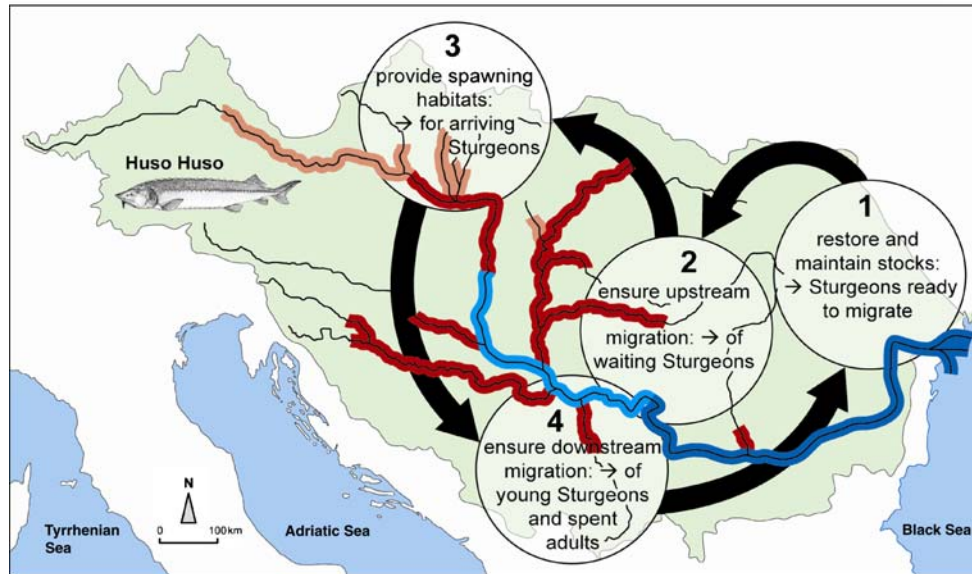 3
provide spawning
habitats:
→ for arriving
Sturgeons
Huso Huso
1
restore and
maintain stocks:
→ Sturgeons ready
to migrate
2
ensure upstream
migration: → of
waiting Sturgeons
4
ensure downstream
migration: → of
young Sturgeons
and spent
adults
N
0 100km
Tyrrhenian
Sea
Adriatic Sea
Black Sea